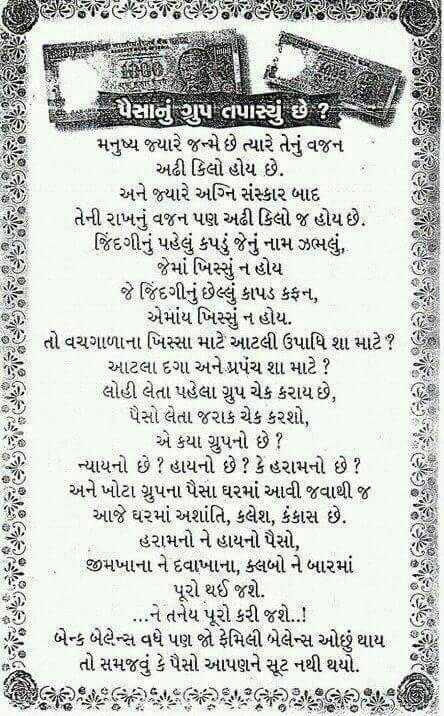 1000
પૈસાનું ગ્રુપ તપાસ્યું છે ?
મનુષ્ય જ્યારે જન્મે છે ત્યારે તેનું વજન
અઢી કિલો હોય છે.
અને જ્યારે અગ્નિ સંસ્કાર બાદ
તેની રાખનું વજન પણ અઢી કિલો જ હોય છે.
જિંદગીનું પહેલું કપડું જેનું નામ ઝભલું,
જેમાં ખિસ્સું ન હોય
જે જિંદગીનું છેલ્લું કાપડ કફન,
એમાંય ખિસ્સું ન હોય.
તો વચગાળાના ખિસ્સા માટે આટલી ઉપાધિ શા માટે ?
આટલા દગા અને પ્રપંચ શા માટે ?
લોહી લેતા પહેલા ગ્રુપ ચેક કરાય છે,
પૈસો લેતા જરાક ચેક કરશો,
એ કયા ગ્રુપનો છે ?
ન્યાયનો છે ? હાયનો છે ? કે હરામનો છે ?
અને ખોટા ગ્રુપના પૈસા ઘરમાં આવી જવાથી જ
આજે ઘરમાં અશાંતિ, કલેશ, કંકાસ છે.
હરામનો ને હાયનો પૈસો,
જીમખાના ને દવાખાના, ક્લબો ને બારમાં
પૂરો થઈ જશે.
...ને તનેય પૂરો કરી જશે..!
બેન્ક બેલેન્સ વધે પણ જો ફેમિલી બેલેન્સ ઓછું થાય
તો સમજવું કે પૈસો આપણને સૂટ નથી થયો.